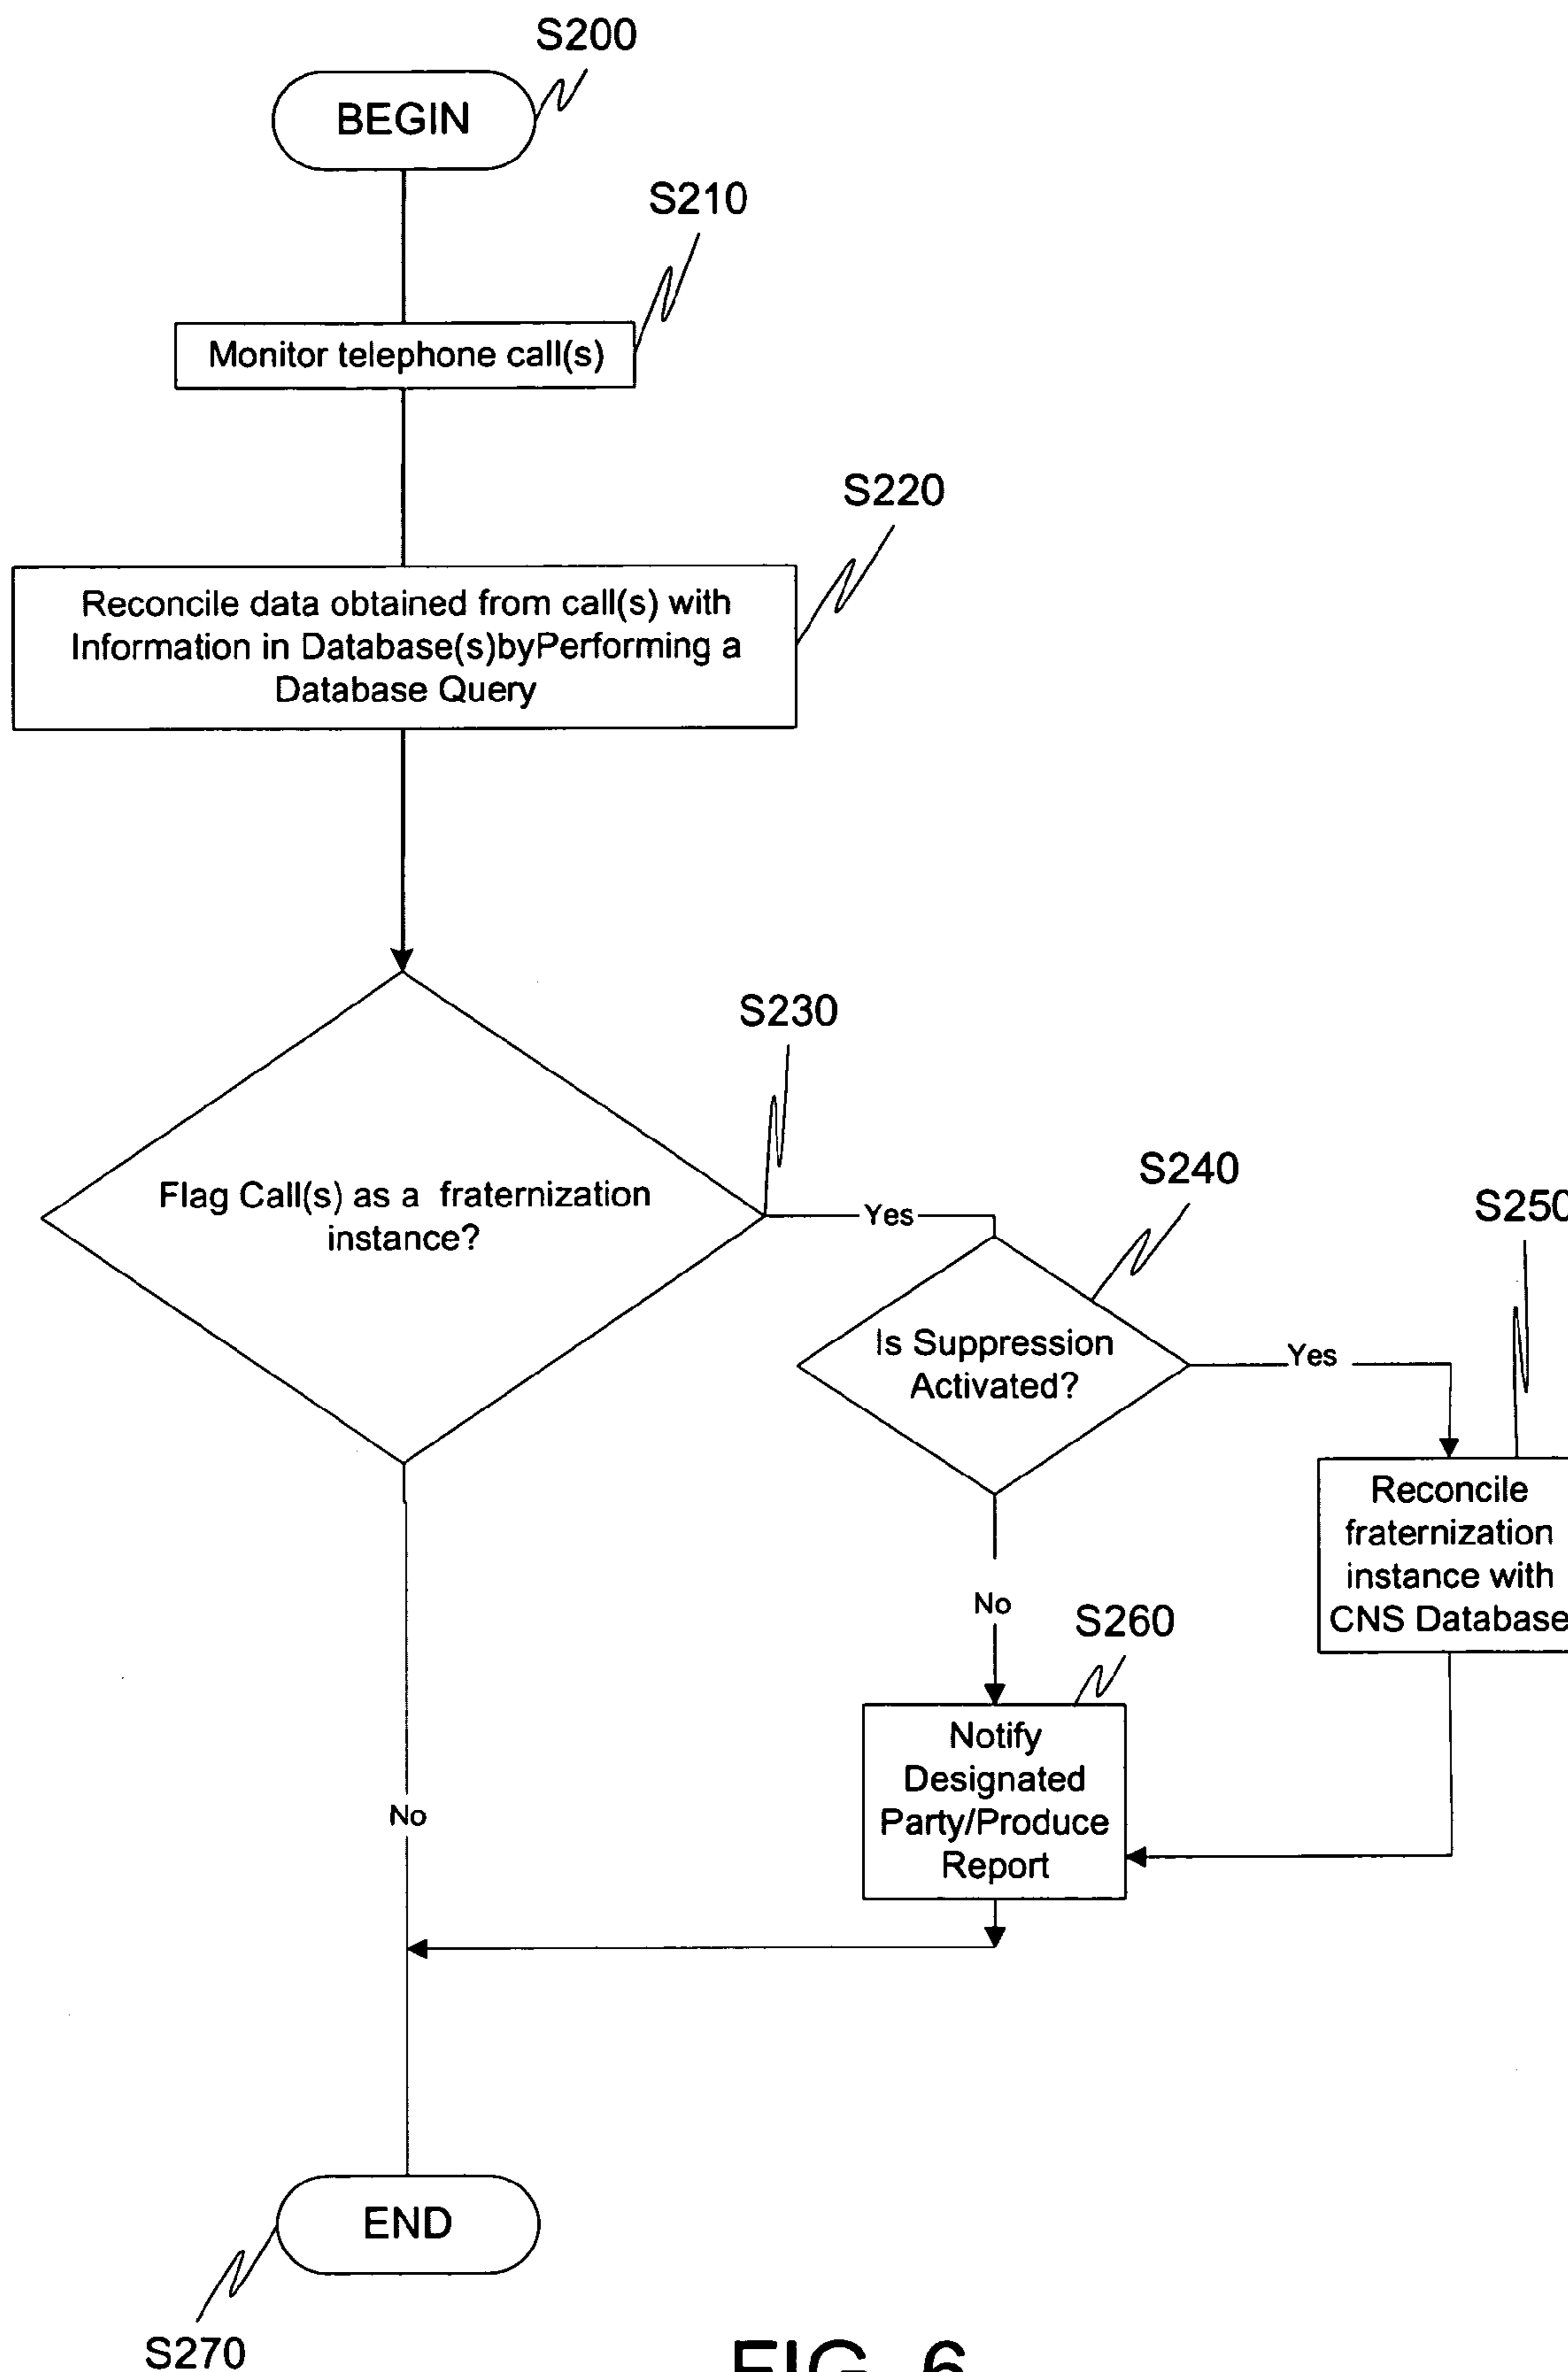 S200
BEGIN
S210
Monitor telephone call(s)
S220
Reconcile data obtained from call(s) with
Information in Database(s)byPerforming a
Database Query
S230
Flag Call(s) as a fraternization
instance?
Yes
S240
Is Suppression
Activated?
Yes
S250
Reconcile
fraternization
instance with
CNS Database
No
S260
Notify
Designated
Party/Produce
Report
No
END
S270
FIG. 6